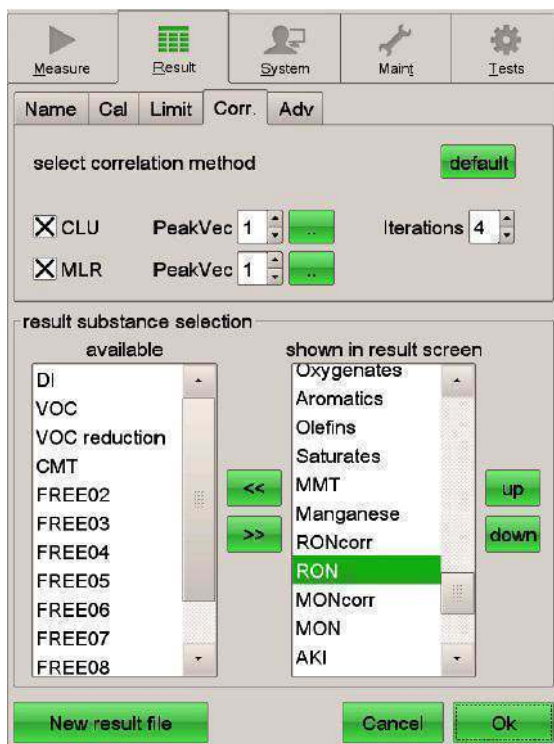 Measure Result System Maint Tests
Name Cal Limit Corr. Adv
select correlation method default
CLU PeakVec 1 .. Iterations 4
MLR PeakVec 1 ..
result substance selection
available
DI
VOC
VOC reduction
CMT
FREE02
FREE03
FREE04
FREE05
FREE06
FREE07
FREE08
<<
>>
shown in result screen
Oxygenates
Aromatics
Olefins
Saturates
MMT
Manganese
RONcorr
RON
MONcorr
MON
AKI
up
down
New result file Cancel Ok